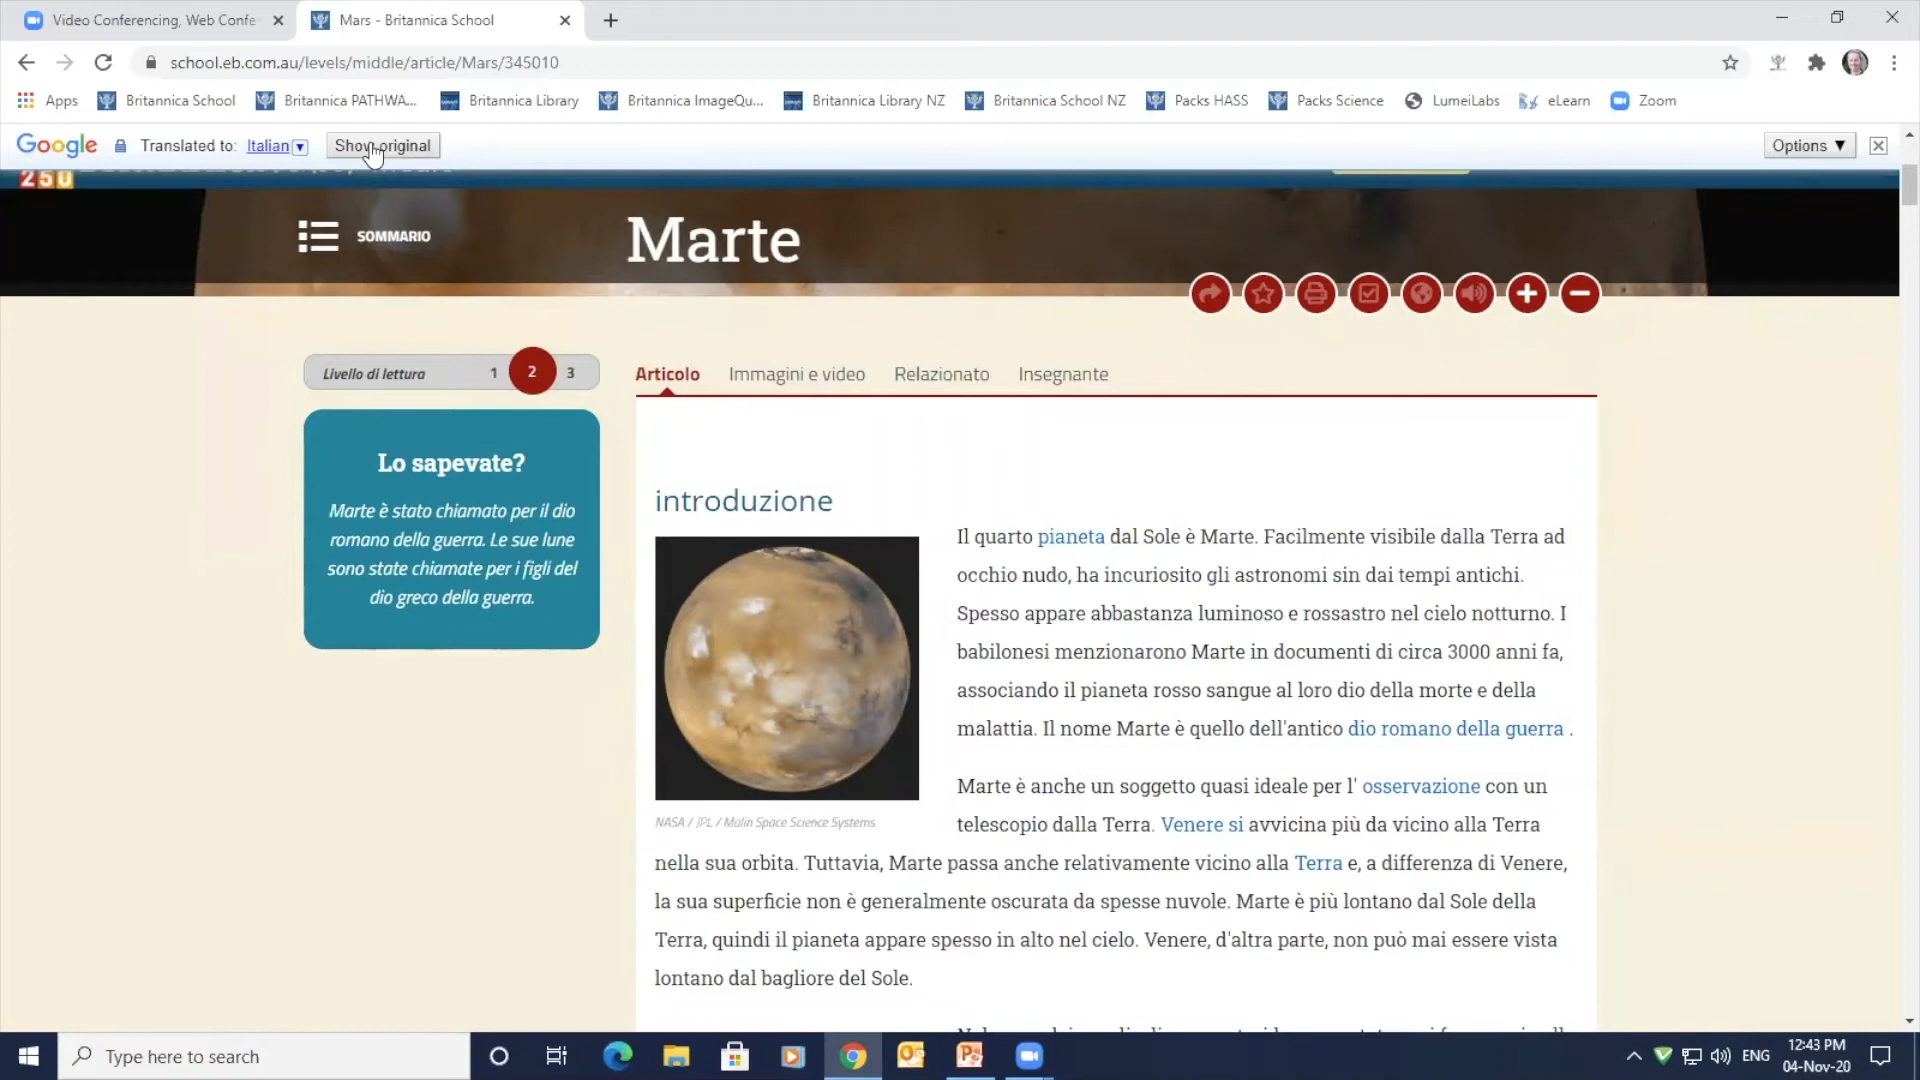 Video Conferencing, Web Confe
Mars - Britannica School
school.eb.com.au/levels/middle/article/Mars/345010
Apps
Britannica School
Britannica PATHWA...
Britannica Library
Britannica ImageQu...
Britannica Library NZ
Britannica School NZ
Packs HASS
Packs Science
LumeiLabs
eLearn
Zoom
Google
Translated to: Italian
Show original
Options ▼
250
SOMMARIO
Marte
Livello di lettura 1 2 3
Articolo
Immagini e video
Relazionato
Insegnante
Lo sapevate?
Marte è stato chiamato per il dio
romano della guerra. Le sue lune
sono state chiamate per i figli del
dio greco della guerra.
introduzione
NASA / JPL / Malin Space Science Systems
Il quarto pianeta dal Sole è Marte. Facilmente visibile dalla Terra ad
occhio nudo, ha incuriosito gli astronomi sin dai tempi antichi.
Spesso appare abbastanza luminoso e rossastro nel cielo notturno. I
babilonesi menzionarono Marte in documenti di circa 3000 anni fa,
associando il pianeta rosso sangue al loro dio della morte e della
malattia. Il nome Marte è quello dell'antico dio romano della guerra .
Marte è anche un soggetto quasi ideale per l' osservazione con un
telescopio dalla Terra. Venere si avvicina più da vicino alla Terra
nella sua orbita. Tuttavia, Marte passa anche relativamente vicino alla Terra e, a differenza di Venere,
la sua superficie non è generalmente oscurata da spesse nuvole. Marte è più lontano dal Sole della
Terra, quindi il pianeta appare spesso in alto nel cielo. Venere, d'altra parte, non può mai essere vista
lontano dal bagliore del Sole.
Type here to search
ENG
12:43 PM
04-Nov-20